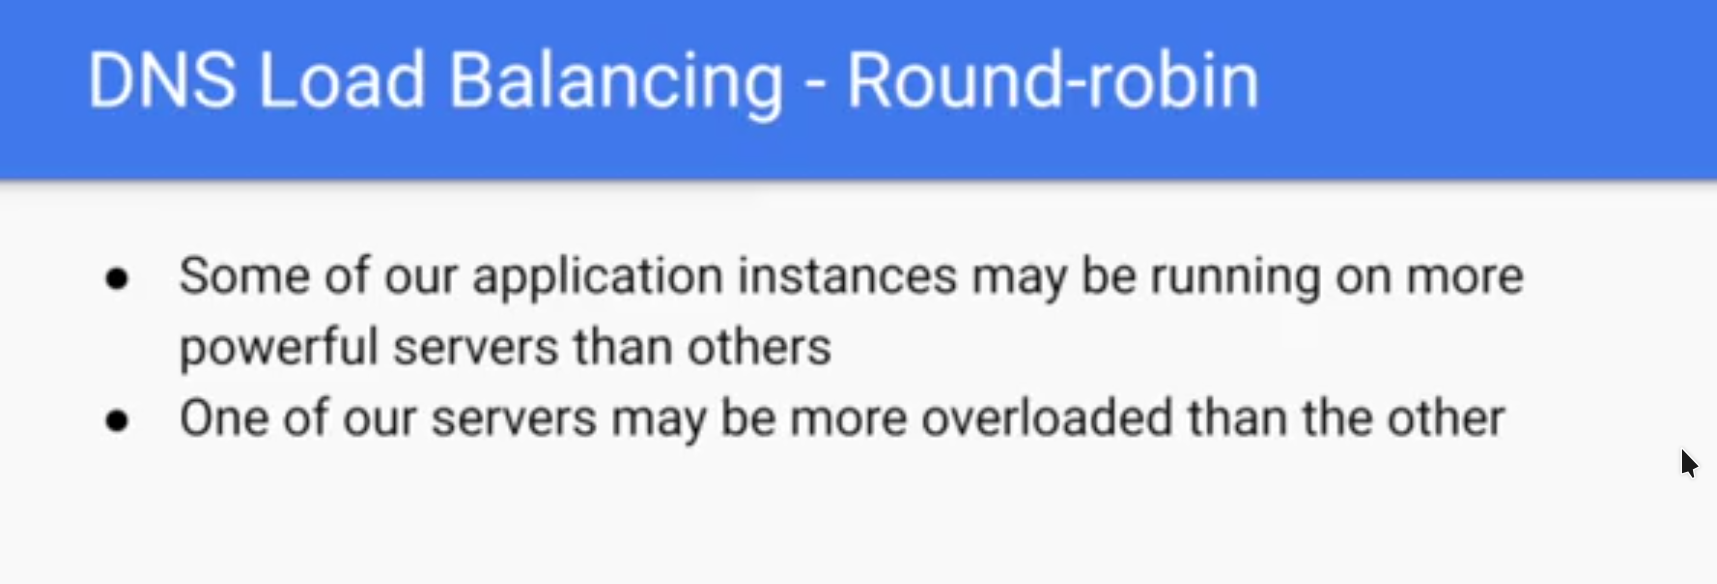 DNS Load Balancing - Round-robin
● Some of our application instances may be running on more
powerful servers than others
● One of our servers may be more overloaded than the other